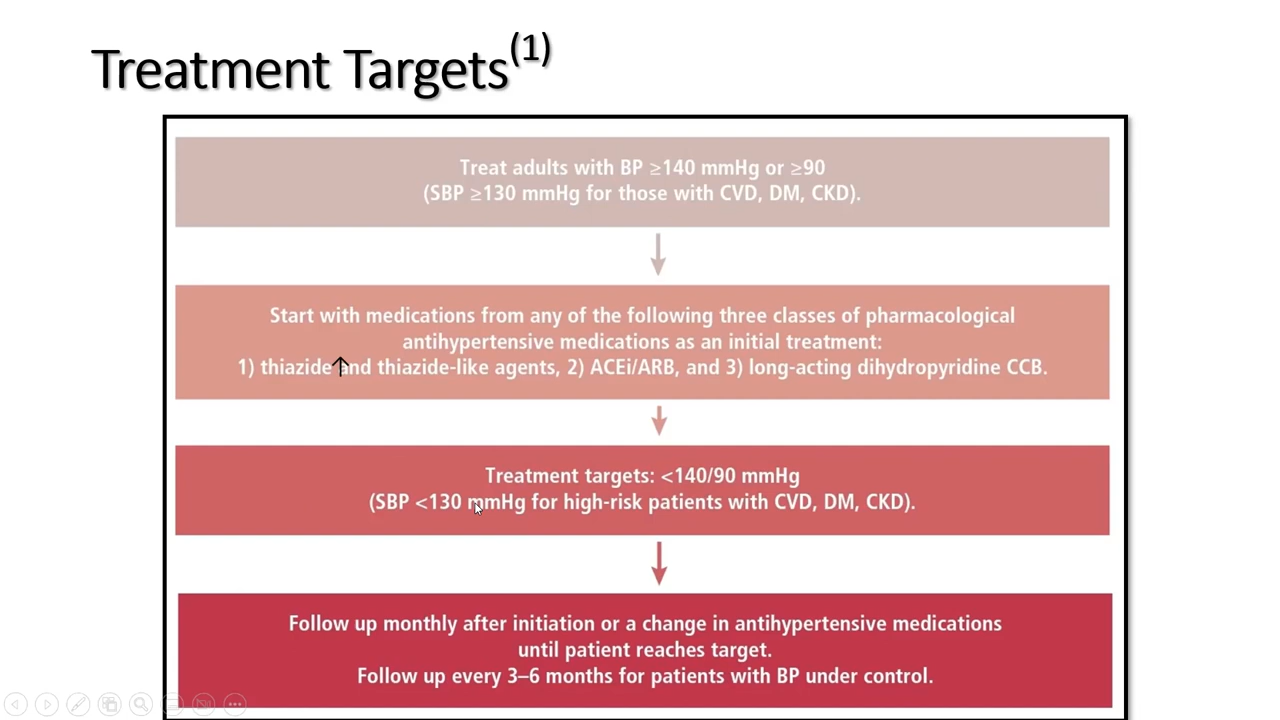 Treatment Targets(1)
Treat adults with BP ≥140 mmHg or ≥90
(SBP ≥130 mmHg for those with CVD, DM, CKD).
Start with medications from any of the following three classes of pharmacological
antihypertensive medications as an initial treatment:
1) thiazide and thiazide-like agents, 2) ACEi/ARB, and 3) long-acting dihydropyridine CCB.
Treatment targets: <140/90 mmHg
(SBP <130 mmHg for high-risk patients with CVD, DM, CKD).
Follow up monthly after initiation or a change in antihypertensive medications
until patient reaches target.
Follow up every 3–6 months for patients with BP under control.